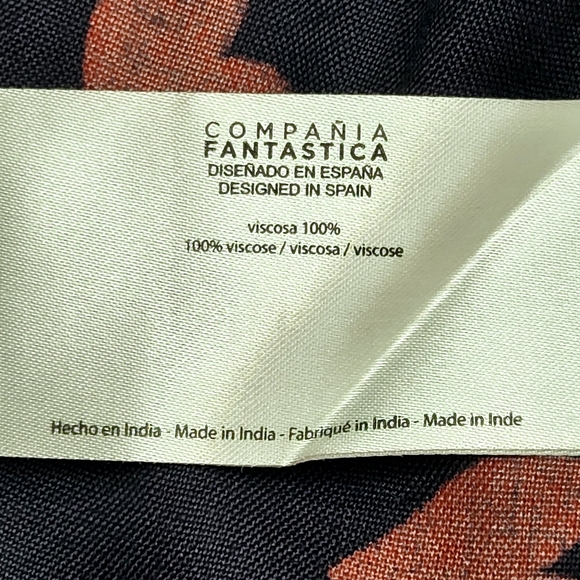 COMPAÑIA
FANTASTICA
DISEÑADO EN ESPAÑA
DESIGNED IN SPAIN
viscosa 100%
100% viscose / viscosa / viscose
Hecho en India - Made in India - Fabriqué in India - Made in Inde